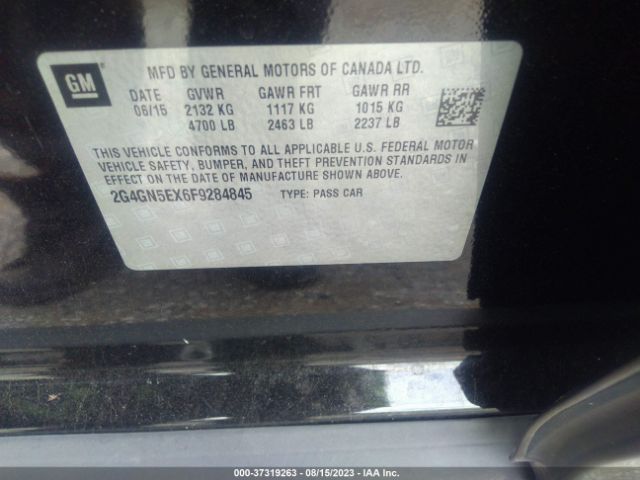 GM
MFD BY GENERAL MOTORS OF CANADA LTD.
DATE GVWR GAWR FRT GAWR RR
06/15 2132 KG 1117 KG 1015 KG
4700 LB 2463 LB 2237 LB
THIS VEHICLE CONFORMS TO ALL APPLICABLE U.S. FEDERAL MOTOR
VEHICLE SAFETY, BUMPER, AND THEFT PREVENTION STANDARDS IN
EFFECT ON THE DATE OF MANUFACTURE SHOWN ABOVE.
2G4GN5EX6F9284845 TYPE: PASS CAR
000-37319263 - 08/15/2023 - IAA Inc.